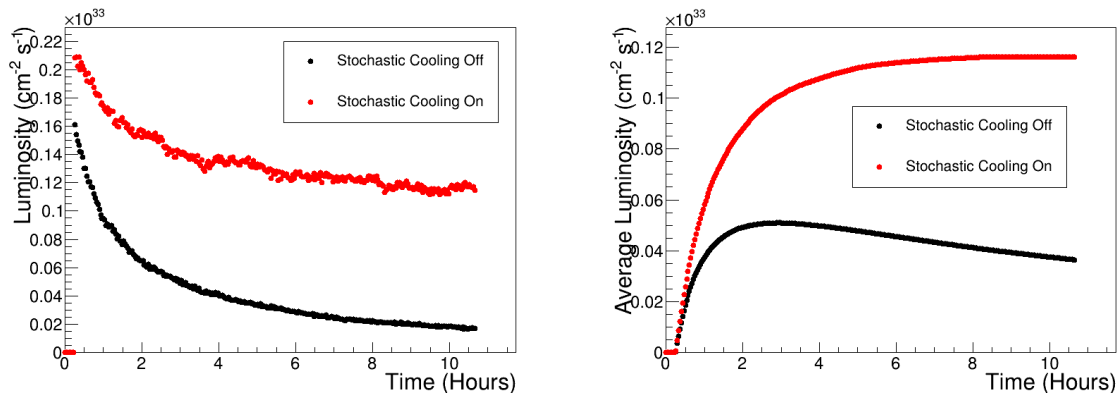 ×10³³
Luminosity (cm⁻² s⁻¹)
0.22
0.2
0.18
0.16
0.14
0.12
0.1
0.08
0.06
0.04
0.02
0
Stochastic Cooling Off
Stochastic Cooling On
0 2 4 6 8 10
Time (Hours)
×10³³
Average Luminosity (cm⁻² s⁻¹)
0.12
0.1
0.08
0.06
0.04
0.02
0
Stochastic Cooling Off
Stochastic Cooling On
0 2 4 6 8 10
Time (Hours)